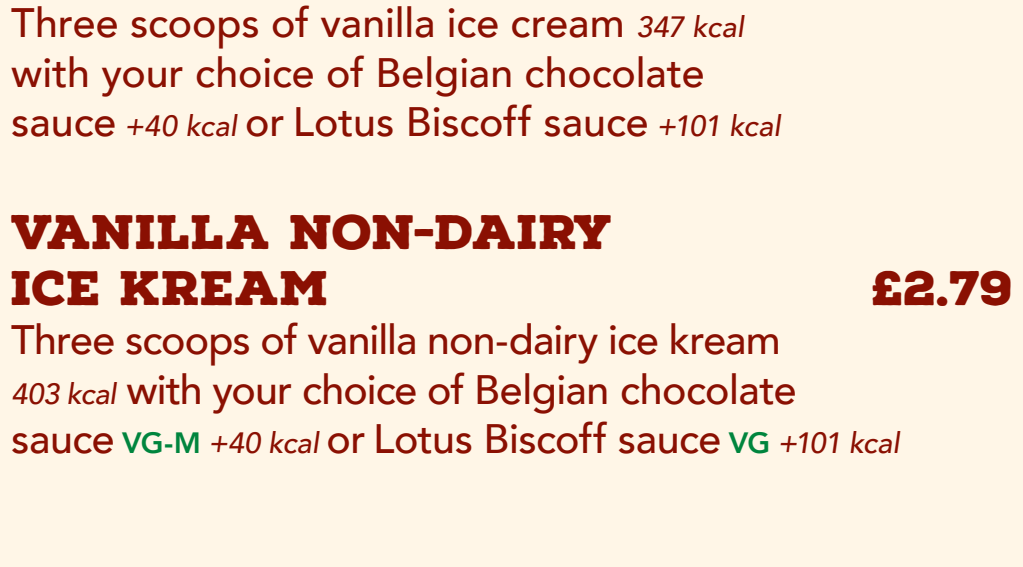 Three scoops of vanilla ice cream 347 kcal
with your choice of Belgian chocolate
sauce +40 kcal or Lotus Biscoff sauce +101 kcal
VANILLA NON-DAIRY
ICE KREAM £2.79
Three scoops of vanilla non-dairy ice kream
403 kcal with your choice of Belgian chocolate
sauce VG-M +40 kcal or Lotus Biscoff sauce VG +101 kcal